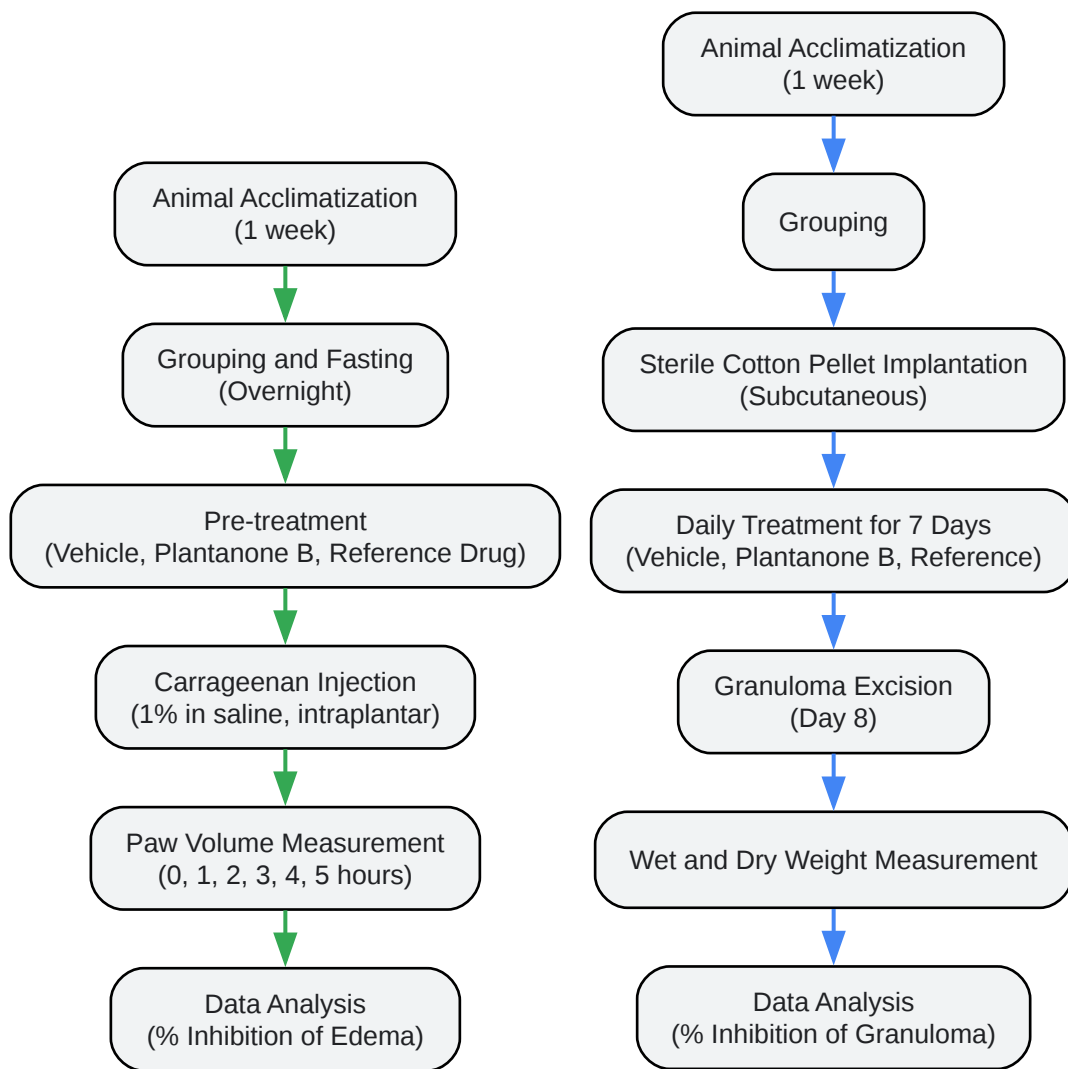 Animal Acclimatization
(1 week)
Grouping and Fasting
(Overnight)
Pre-treatment
(Vehicle, Plantanone B, Reference Drug)
Carrageenan Injection
(1% in saline, intraplantar)
Paw Volume Measurement
(0, 1, 2, 3, 4, 5 hours)
Data Analysis
(% Inhibition of Edema)
Animal Acclimatization
(1 week)
Grouping
Sterile Cotton Pellet Implantation
(Subcutaneous)
Daily Treatment for 7 Days
(Vehicle, Plantanone B, Reference)
Granuloma Excision
(Day 8)
Wet and Dry Weight Measurement
Data Analysis
(% Inhibition of Granuloma)